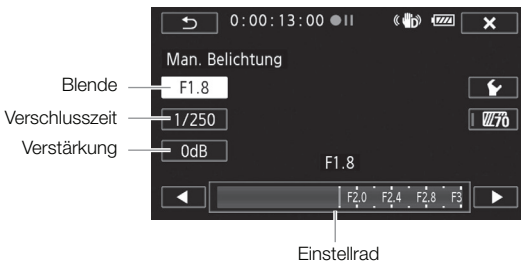 0:00:13:00
Man. Belichtung
Blende
F1.8
Verschlusszeit
1/250
70
Verstärkung
0dB
F1.8
F2.0 F2.4 F2.8 F3
Einstellrad